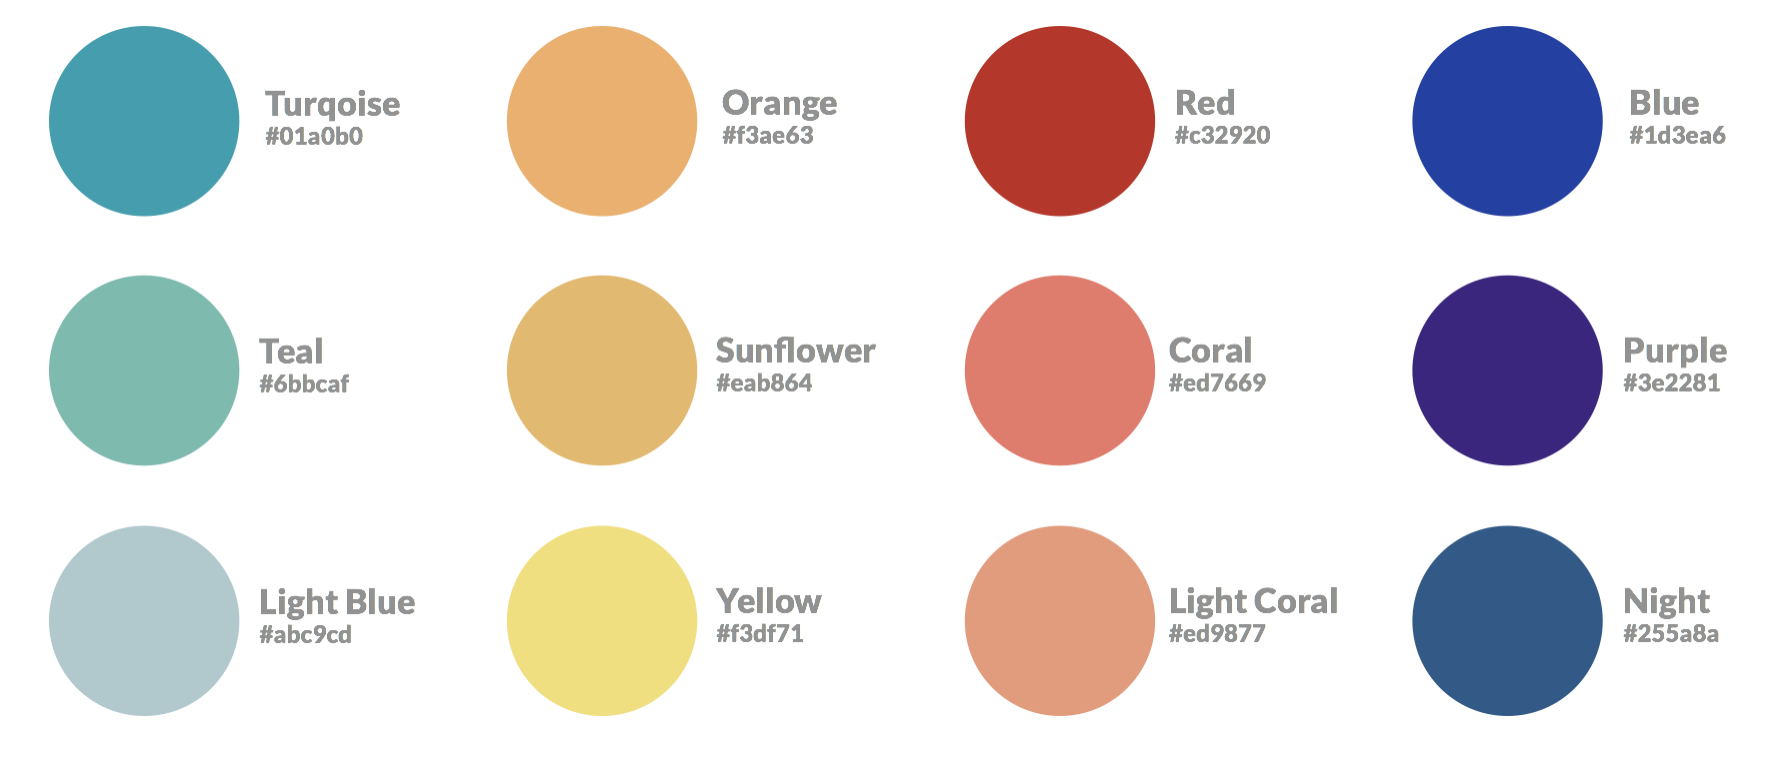 Turqoise
#01a0b0
Orange
#f3ae63
Red
#c32920
Blue
#1d3ea6
Teal
#6bbcaf
Sunflower
#eab864
Coral
#ed7669
Purple
#3e2281
Light Blue
#abc9cd
Yellow
#f3df71
Light Coral
#ed9877
Night
#255a8a